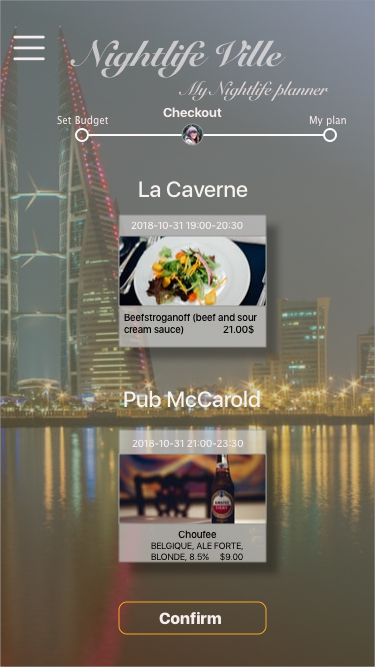 Nightlife Ville
My Nightlife planner
Checkout
Set Budget
My plan
La Caverne
2018-10-31 19:00-20:30
Beefstroganoff (beef and sour
cream sauce) 21.00$
Pub McCarold
2018-10-31 21:00-23:30
Choufee
BELGIQUE, ALE FORTE,
BLONDE, 8.5% $9.00
Confirm